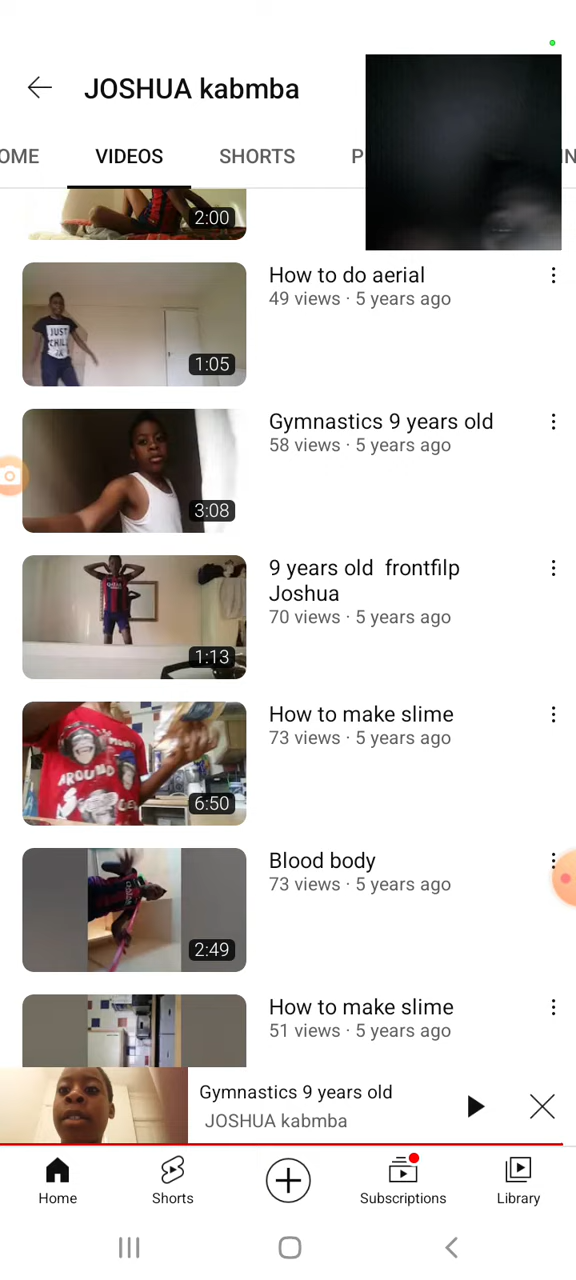 JOSHUA kabmba
OME VIDEOS SHORTS P IN
2:00
How to do aerial
49 views · 5 years ago
JUST
CHILL
1:05
Gymnastics 9 years old
58 views · 5 years ago
3:08
9 years old frontfilp
Joshua
70 views · 5 years ago
1:13
How to make slime
73 views · 5 years ago
AROUND
6:50
Blood body
73 views · 5 years ago
2:49
How to make slime
51 views · 5 years ago
Gymnastics 9 years old
JOSHUA kabmba
Home Shorts Subscriptions Library